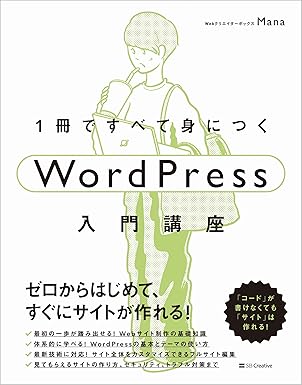 Webクリエイターボックス Mana
1冊ですべて身につく
WordPress
入門講座
ゼロからはじめて、
すぐにサイトが作れる!
「コード」が
書けなくても
「サイト」は
作れる!
最初の一歩が踏み出せる! Webサイト制作の基礎知識
体系的に学べる! WordPressの基本とテーマの使い方
最新技術に対応! サイト全体をカスタマイズできるフルサイト編集
見てもらえるサイトの作り方、セキュリティ、トラブル対策まで
SB Creative